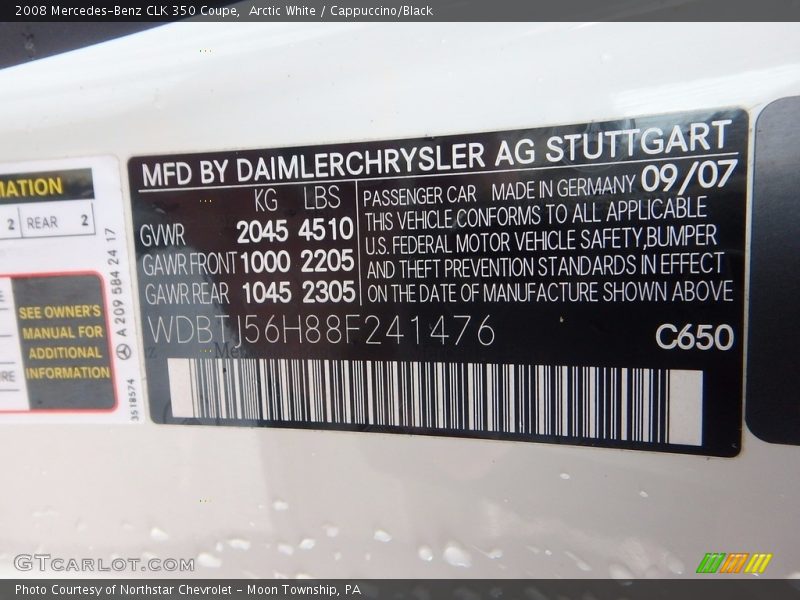 2008 Mercedes-Benz CLK 350 Coupe,  Arctic White / Cappuccino/Black
MATION
2 REAR 2
SEE OWNER'S
MANUAL FOR
ADDITIONAL
INFORMATION
A 209 584 24 17
3518574
MFD BY DAIMLERCHRYSLER AG STUTTGART
KG LBS
GVWR 2045 4510
GAWR FRONT 1000 2205
GAWR REAR 1045 2305
09/07
PASSENGER CAR MADE IN GERMANY
THIS VEHICLE CONFORMS TO ALL APPLICABLE
U.S. FEDERAL MOTOR VEHICLE SAFETY,BUMPER
AND THEFT PREVENTION STANDARDS IN EFFECT
ON THE DATE OF MANUFACTURE SHOWN ABOVE
WDBTJ56H88F241476
C650
GTCARLOT.COM
Photo Courtesy of Northstar Chevrolet - Moon Township, PA